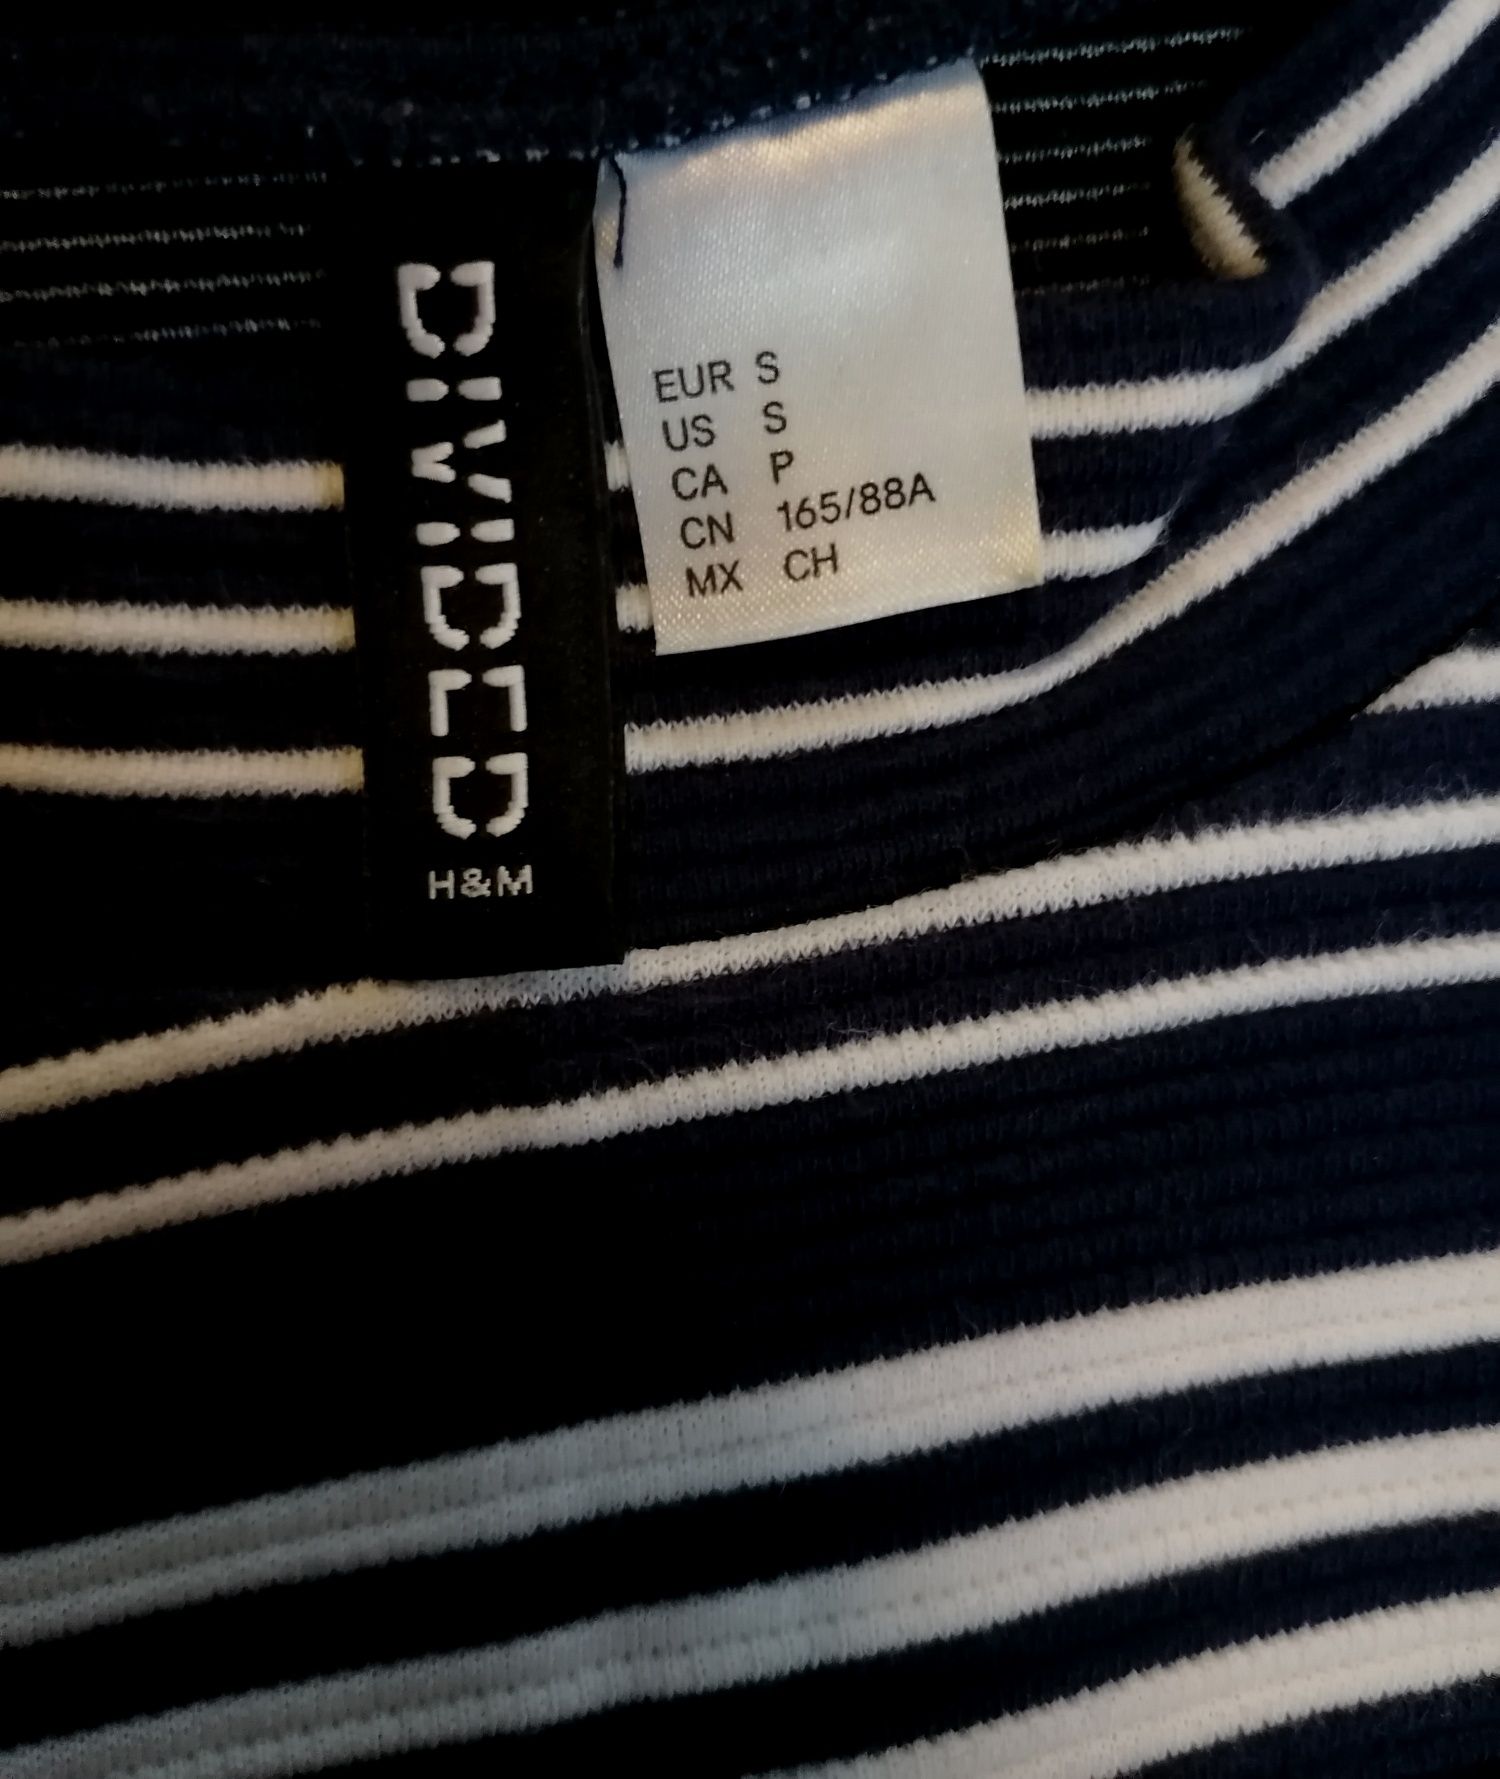 DIVIDED
H&M
EUR S
US S
CA P
CN 165/88A
MX CH